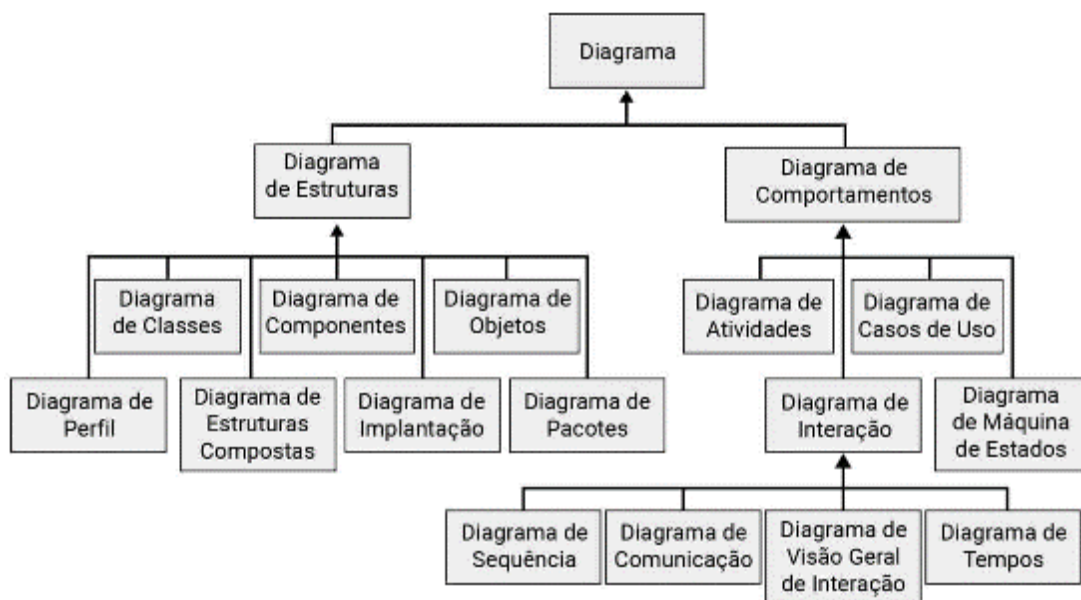 Diagrama
Diagrama
de Estruturas
Diagrama de
Comportamentos
Diagrama
de Classes
Diagrama de
Componentes
Diagrama de
Objetos
Diagrama de
Atividades
Diagrama de
Casos de Uso
Diagrama de
Perfil
Diagrama de
Estruturas
Compostas
Diagrama de
Implantação
Diagrama de
Pacotes
Diagrama de
Interação
Diagrama
de Máquina
de Estados
Diagrama de
Sequência
Diagrama de
Comunicação
Diagrama de
Visão Geral
de Interação
Diagrama de
Tempos